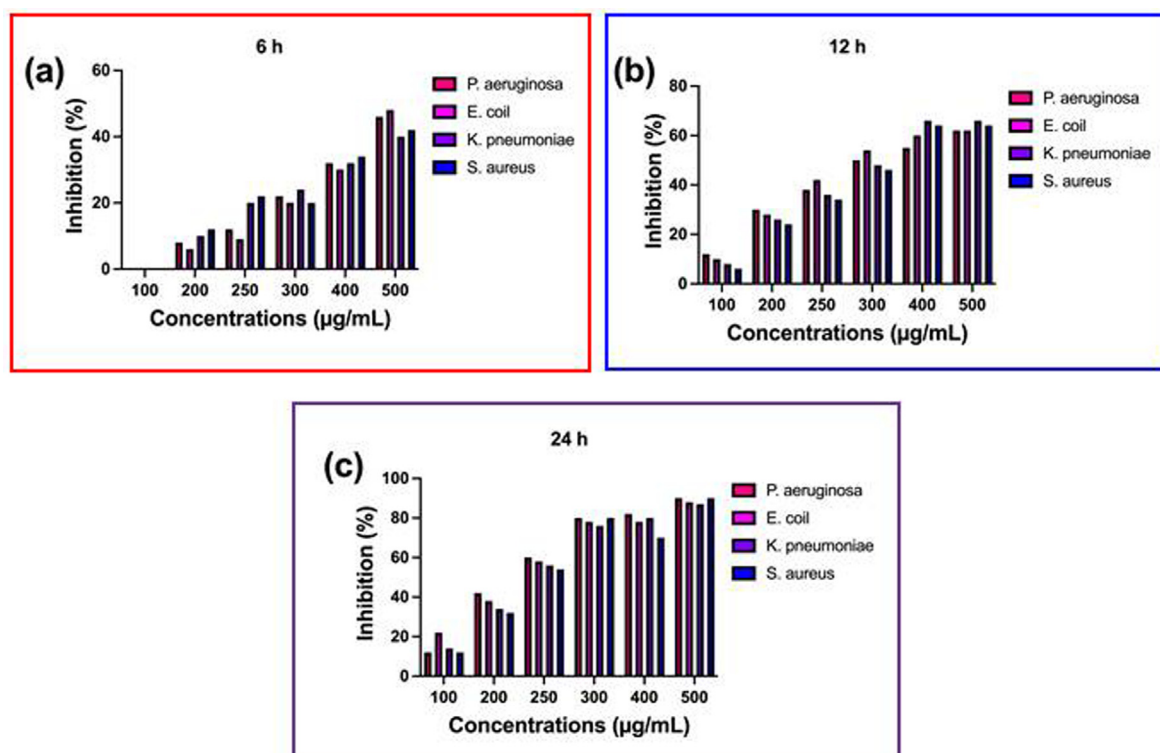 6 h
(a)
60
40
20
0
Inhibition (%)
100 200 250 300 400 500
Concentrations (µg/mL)
P. aeruginosa
E. coil
K. pneumoniae
S. aureus
12 h
(b)
80
60
40
20
0
Inhibition (%)
100 200 250 300 400 500
Concentrations (µg/mL)
P. aeruginosa
E. coil
K. pneumoniae
S. aureus
24 h
(c)
100
80
60
40
20
0
Inhibition (%)
100 200 250 300 400 500
Concentrations (µg/mL)
P. aeruginosa
E. coil
K. pneumoniae
S. aureus